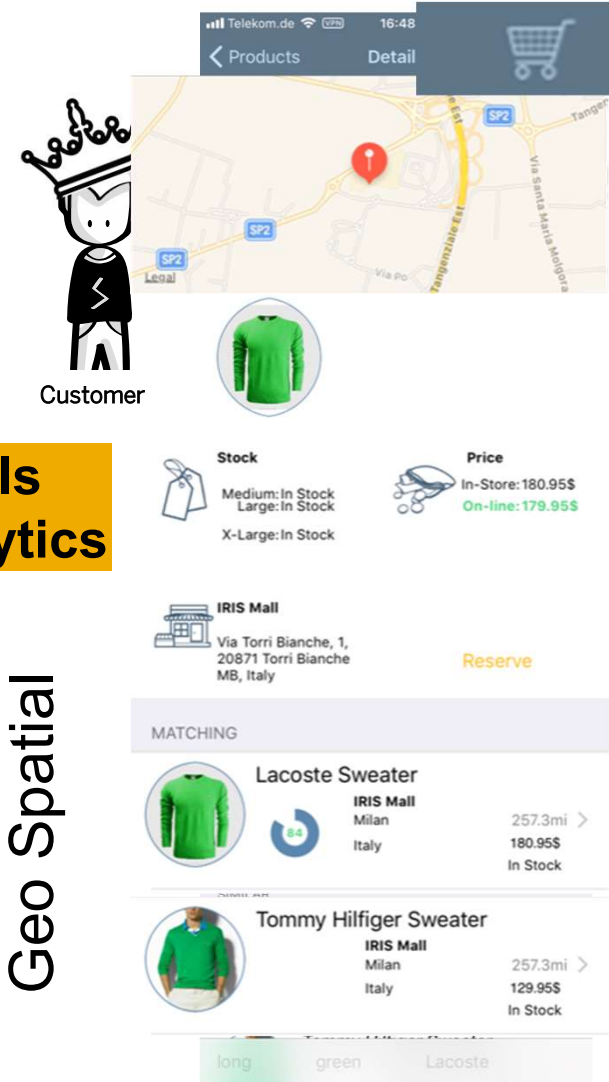 Telekom.de VPN 16:48
Products Detail
SP2
Tange
Via Santa Maria Molgora
Tangenziale Est
SP2
SP2
Via Po
Legal
Customer
Stock
Medium: In Stock
Large: In Stock
X-Large: In Stock
Price
In-Store: 180.95$
On-line: 179.95$
ls
ytics
IRIS Mall
Via Torri Bianche, 1,
20871 Torri Bianche
MB, Italy
Reserve
Geo Spatial
MATCHING
Lacoste Sweater
IRIS Mall
84
Milan
257.3mi
Italy
180.95$
In Stock
Tommy Hilfiger Sweater
IRIS Mall
Milan
257.3mi
Italy
129.95$
In Stock
long green Lacoste